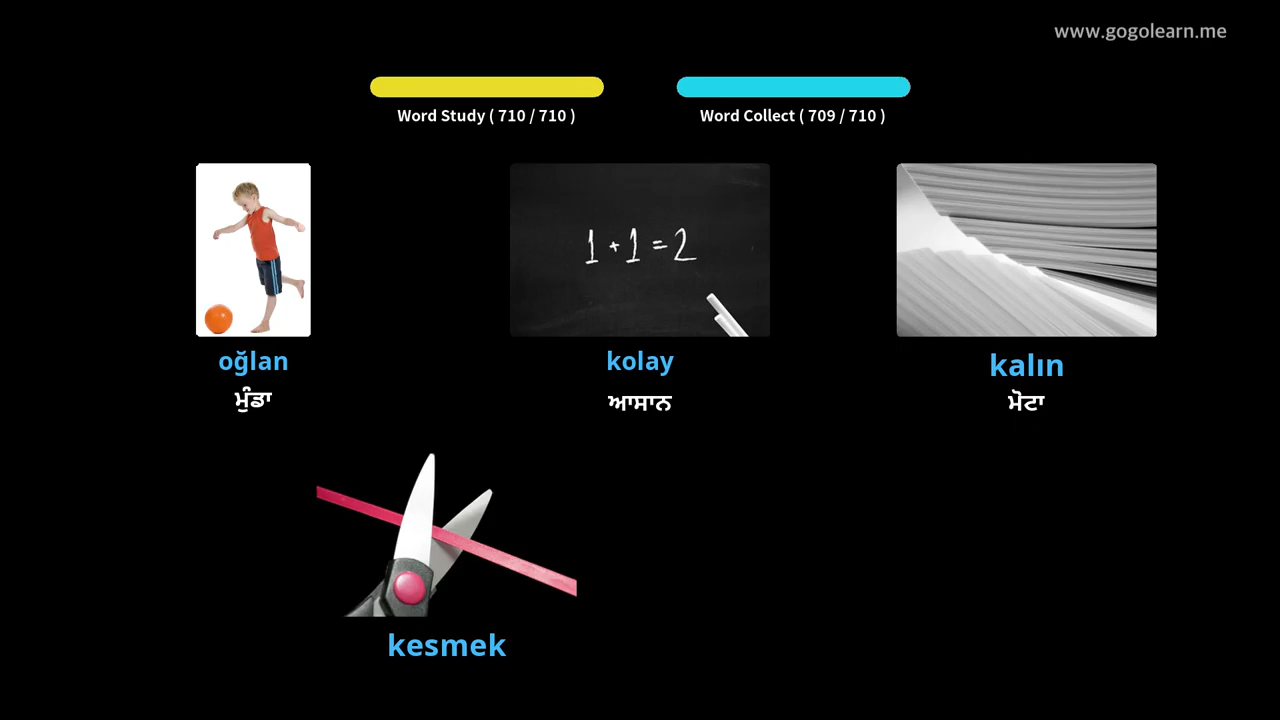 www.gogolearn.me
Word Study ( 710 / 710 )
Word Collect ( 709 / 710 )
1 + 1 = 2
oğlan
kolay
kalın
ਮੁੰਡਾ
ਆਸਾਨ
ਮੋਟਾ
kesmek